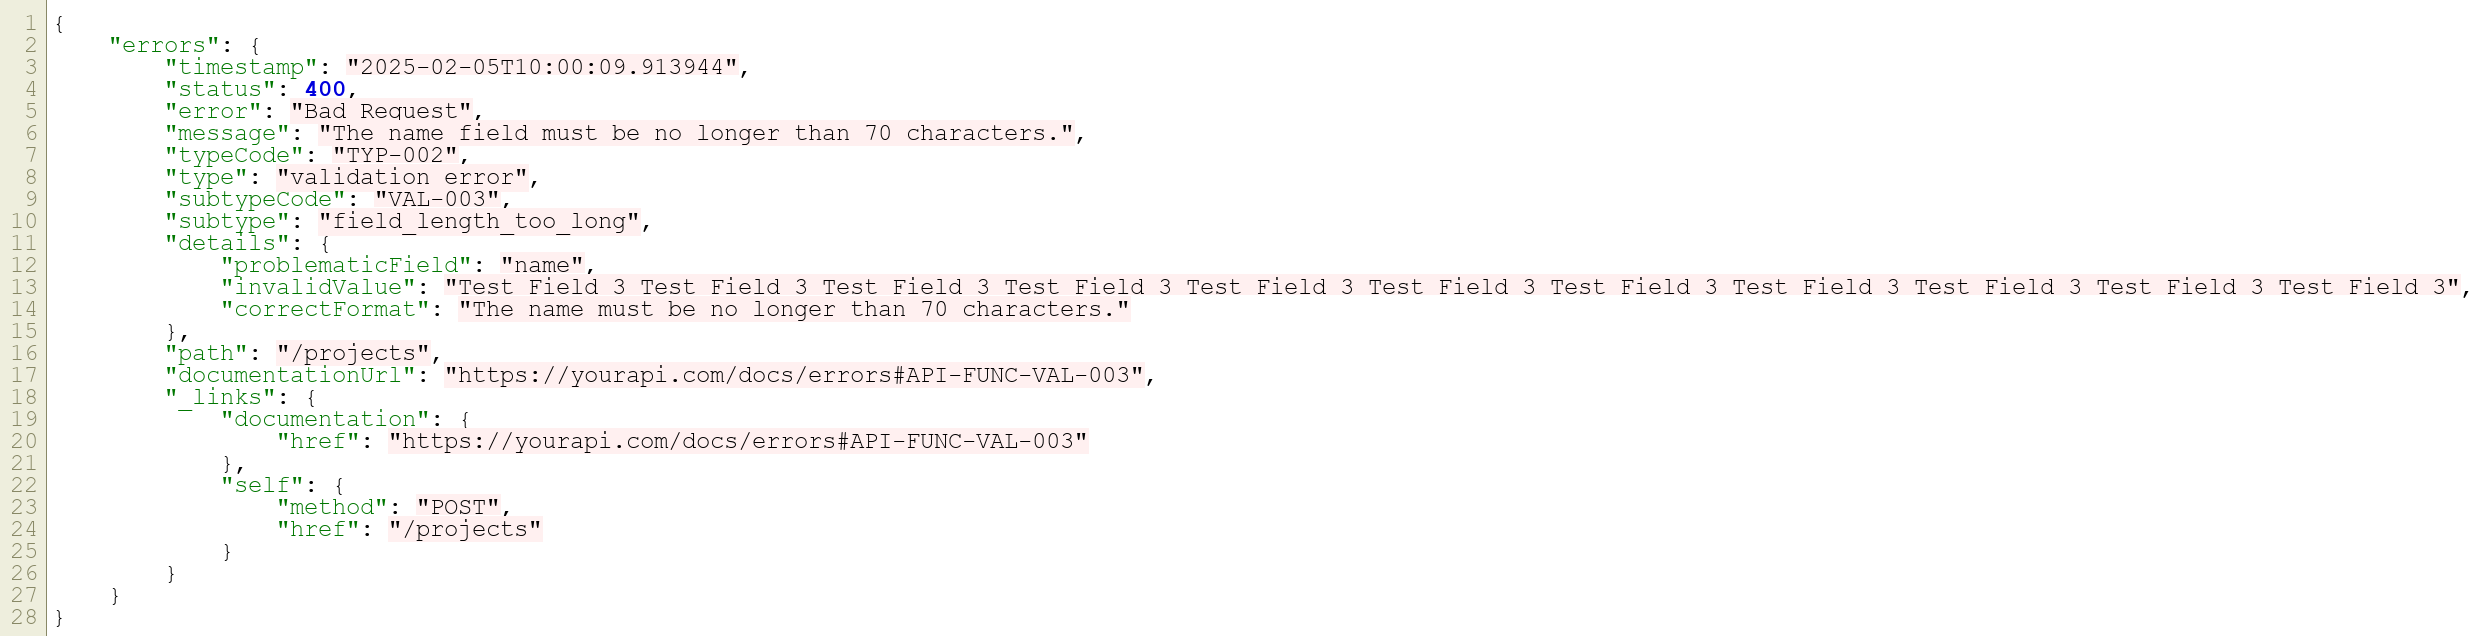 1 {
2     "errors": {
3         "timestamp": "2025-02-05T10:00:09.913944",
4         "status": 400,
5         "error": "Bad Request",
6         "message": "The name field must be no longer than 70 characters.",
7         "typeCode": "TYP-002",
8         "type": "validation error",
9         "subtypeCode": "VAL-003",
10         "subtype": "field_length_too_long",
11         "details": {
12             "problematicField": "name",
13             "invalidValue": "Test Field 3 Test Field 3 Test Field 3 Test Field 3 Test Field 3 Test Field 3 Test Field 3 Test Field 3 Test Field 3 Test Field 3 Test Field 3",
14             "correctFormat": "The name must be no longer than 70 characters."
15         },
16         "path": "/projects",
17         "documentationUrl": "https://yourapi.com/docs/errors#API-FUNC-VAL-003",
18         "_links": {
19             "documentation": {
20                 "href": "https://yourapi.com/docs/errors#API-FUNC-VAL-003"
21             },
22             "self": {
23                 "method": "POST",
24                 "href": "/projects"
25             }
26         }
27     }
28 }